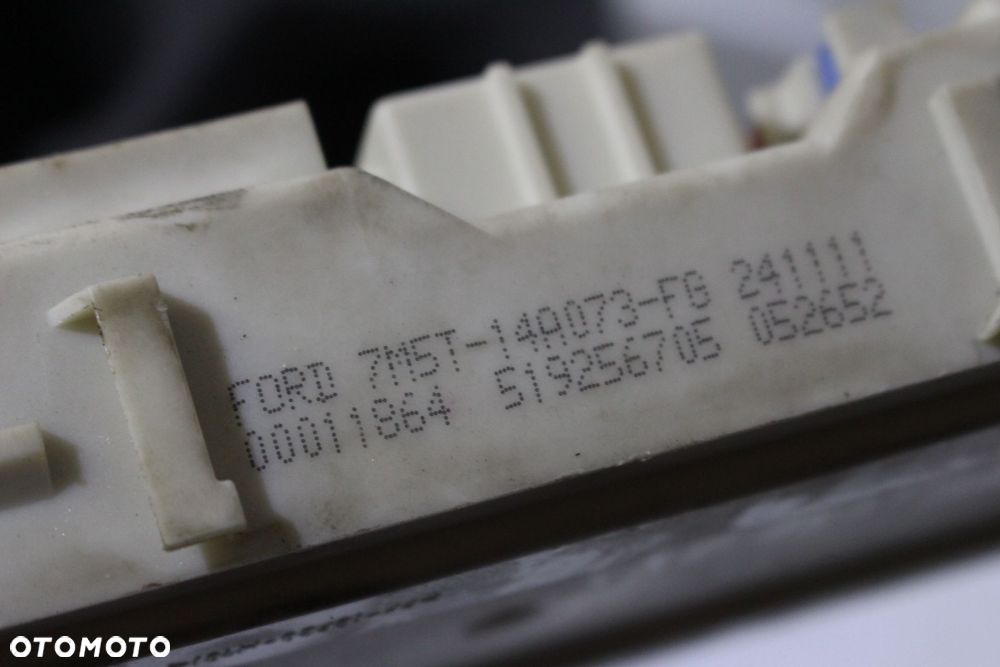 FORD 7M5T-14A073-FG 241111
00011864 519256705 052652
OTOMOTO